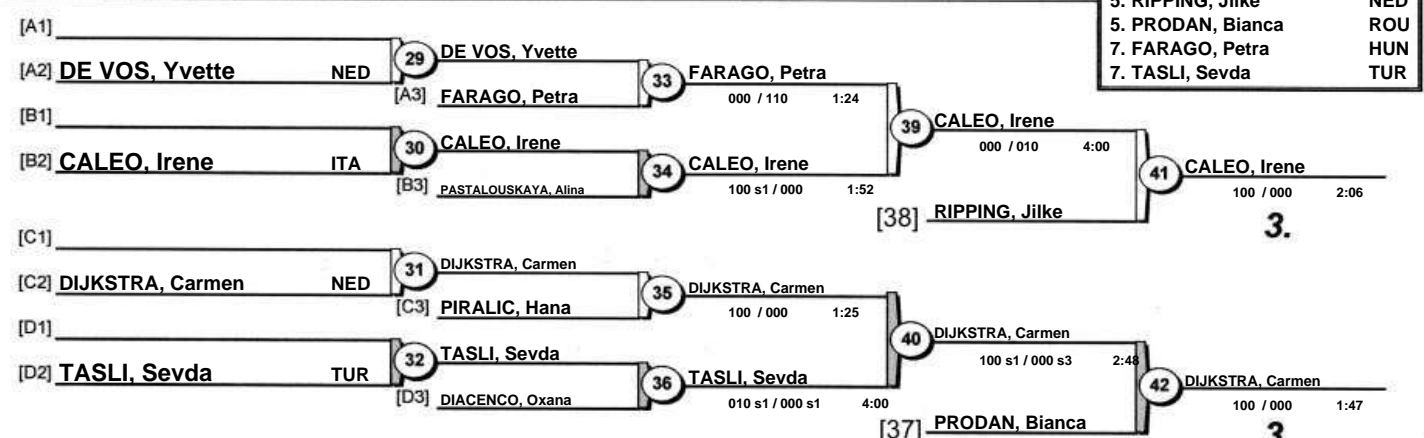 5. RIPPING, Jilke NED
5. PRODAN, Bianca ROU
7. FARAGO, Petra HUN
7. TASLI, Sevda TUR
[A1]
[A2] DE VOS, Yvette NED
29 DE VOS, Yvette
[A3] FARAGO, Petra
33 FARAGO, Petra
000 / 110 1:24
[B1]
[B2] CALEO, Irene ITA
30 CALEO, Irene
[B3] PASTALOUSKAYA, Alina
34 CALEO, Irene
100 s1 / 000 1:52
39 CALEO, Irene
000 / 010 4:00
[38] RIPPING, Jilke
41 CALEO, Irene
100 / 000 2:06
3.
[C1]
[C2] DIJKSTRA, Carmen NED
31 DIJKSTRA, Carmen
[C3] PIRALIC, Hana
35 DIJKSTRA, Carmen
100 / 000 1:25
[D1]
[D2] TASLI, Sevda TUR
32 TASLI, Sevda
[D3] DIACENCO, Oxana
36 TASLI, Sevda
010 s1 / 000 s1 4:00
40 DIJKSTRA, Carmen
100 s1 / 000 s3 2:48
[37] PRODAN, Bianca
42 DIJKSTRA, Carmen
100 / 000 1:47
3.